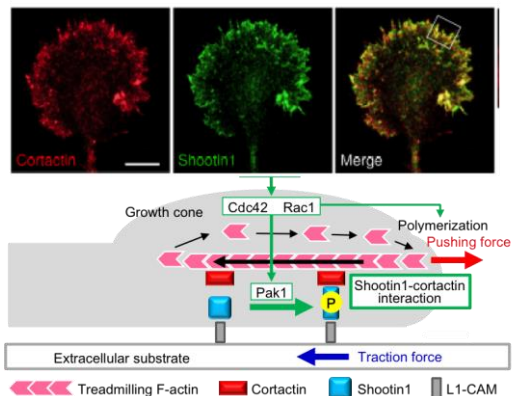 Cortactin
Shootin1
Merge
Cdc42 Rac1
Growth cone
Polymerization
Pushing force
Pak1
P
Shootin1-cortactin
interaction
Extracellular substrate
Traction force
Treadmilling F-actin
Cortactin
Shootin1
L1-CAM